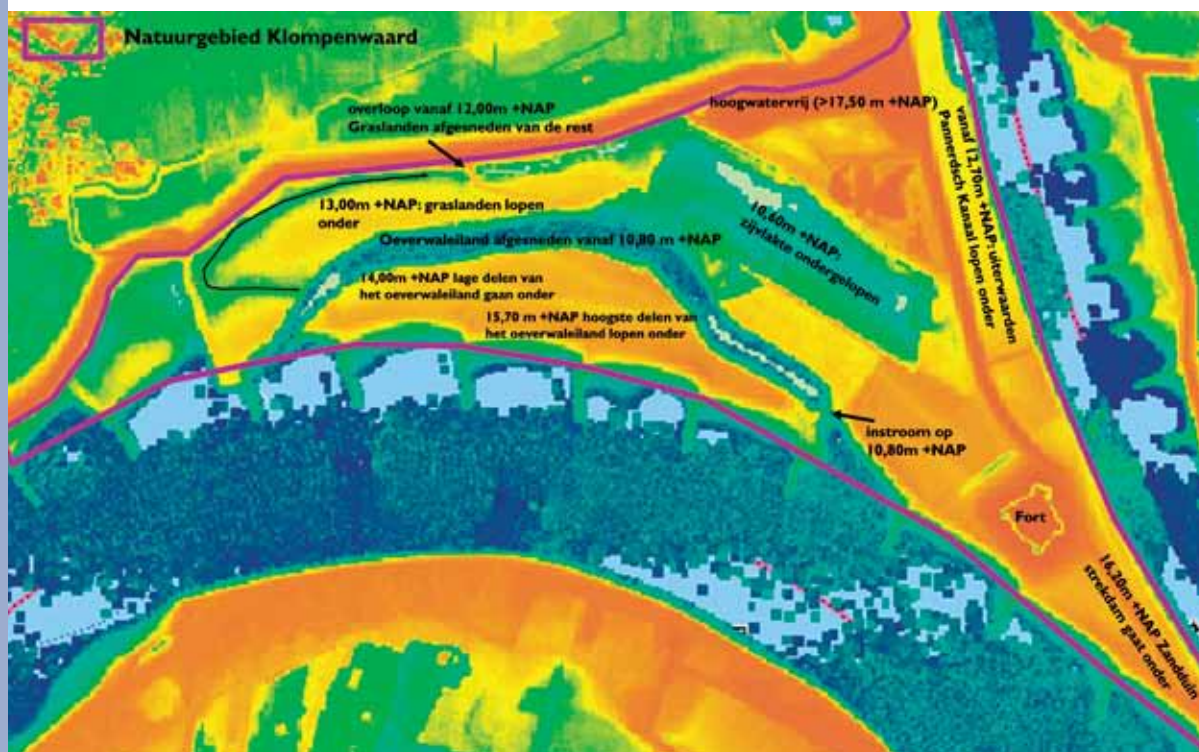 Natuurgebied Klompenwaard
overloop vanaf 12,00m +NAP
Graslanden afgesneden van de rest
hoogwatervrij (>17,50 m +NAP)
vanaf 12,70m +NAP: uiterwaarden
Pannerdsch Kanaal lopen onder
13,00m +NAP: graslanden lopen
onder
10,60m +NAP:
zijvlakte ondergelopen
Oeverwaleiland afgesneden vanaf 10,80 m +NAP
14,00m +NAP lage delen van
het oeverwaleiland gaan onder
15,70 m +NAP hoogste delen van
het oeverwaleiland lopen onder
instroom op
10,80m +NAP
Fort
16,20m +NAP Zandduin
strekdam gaat onder